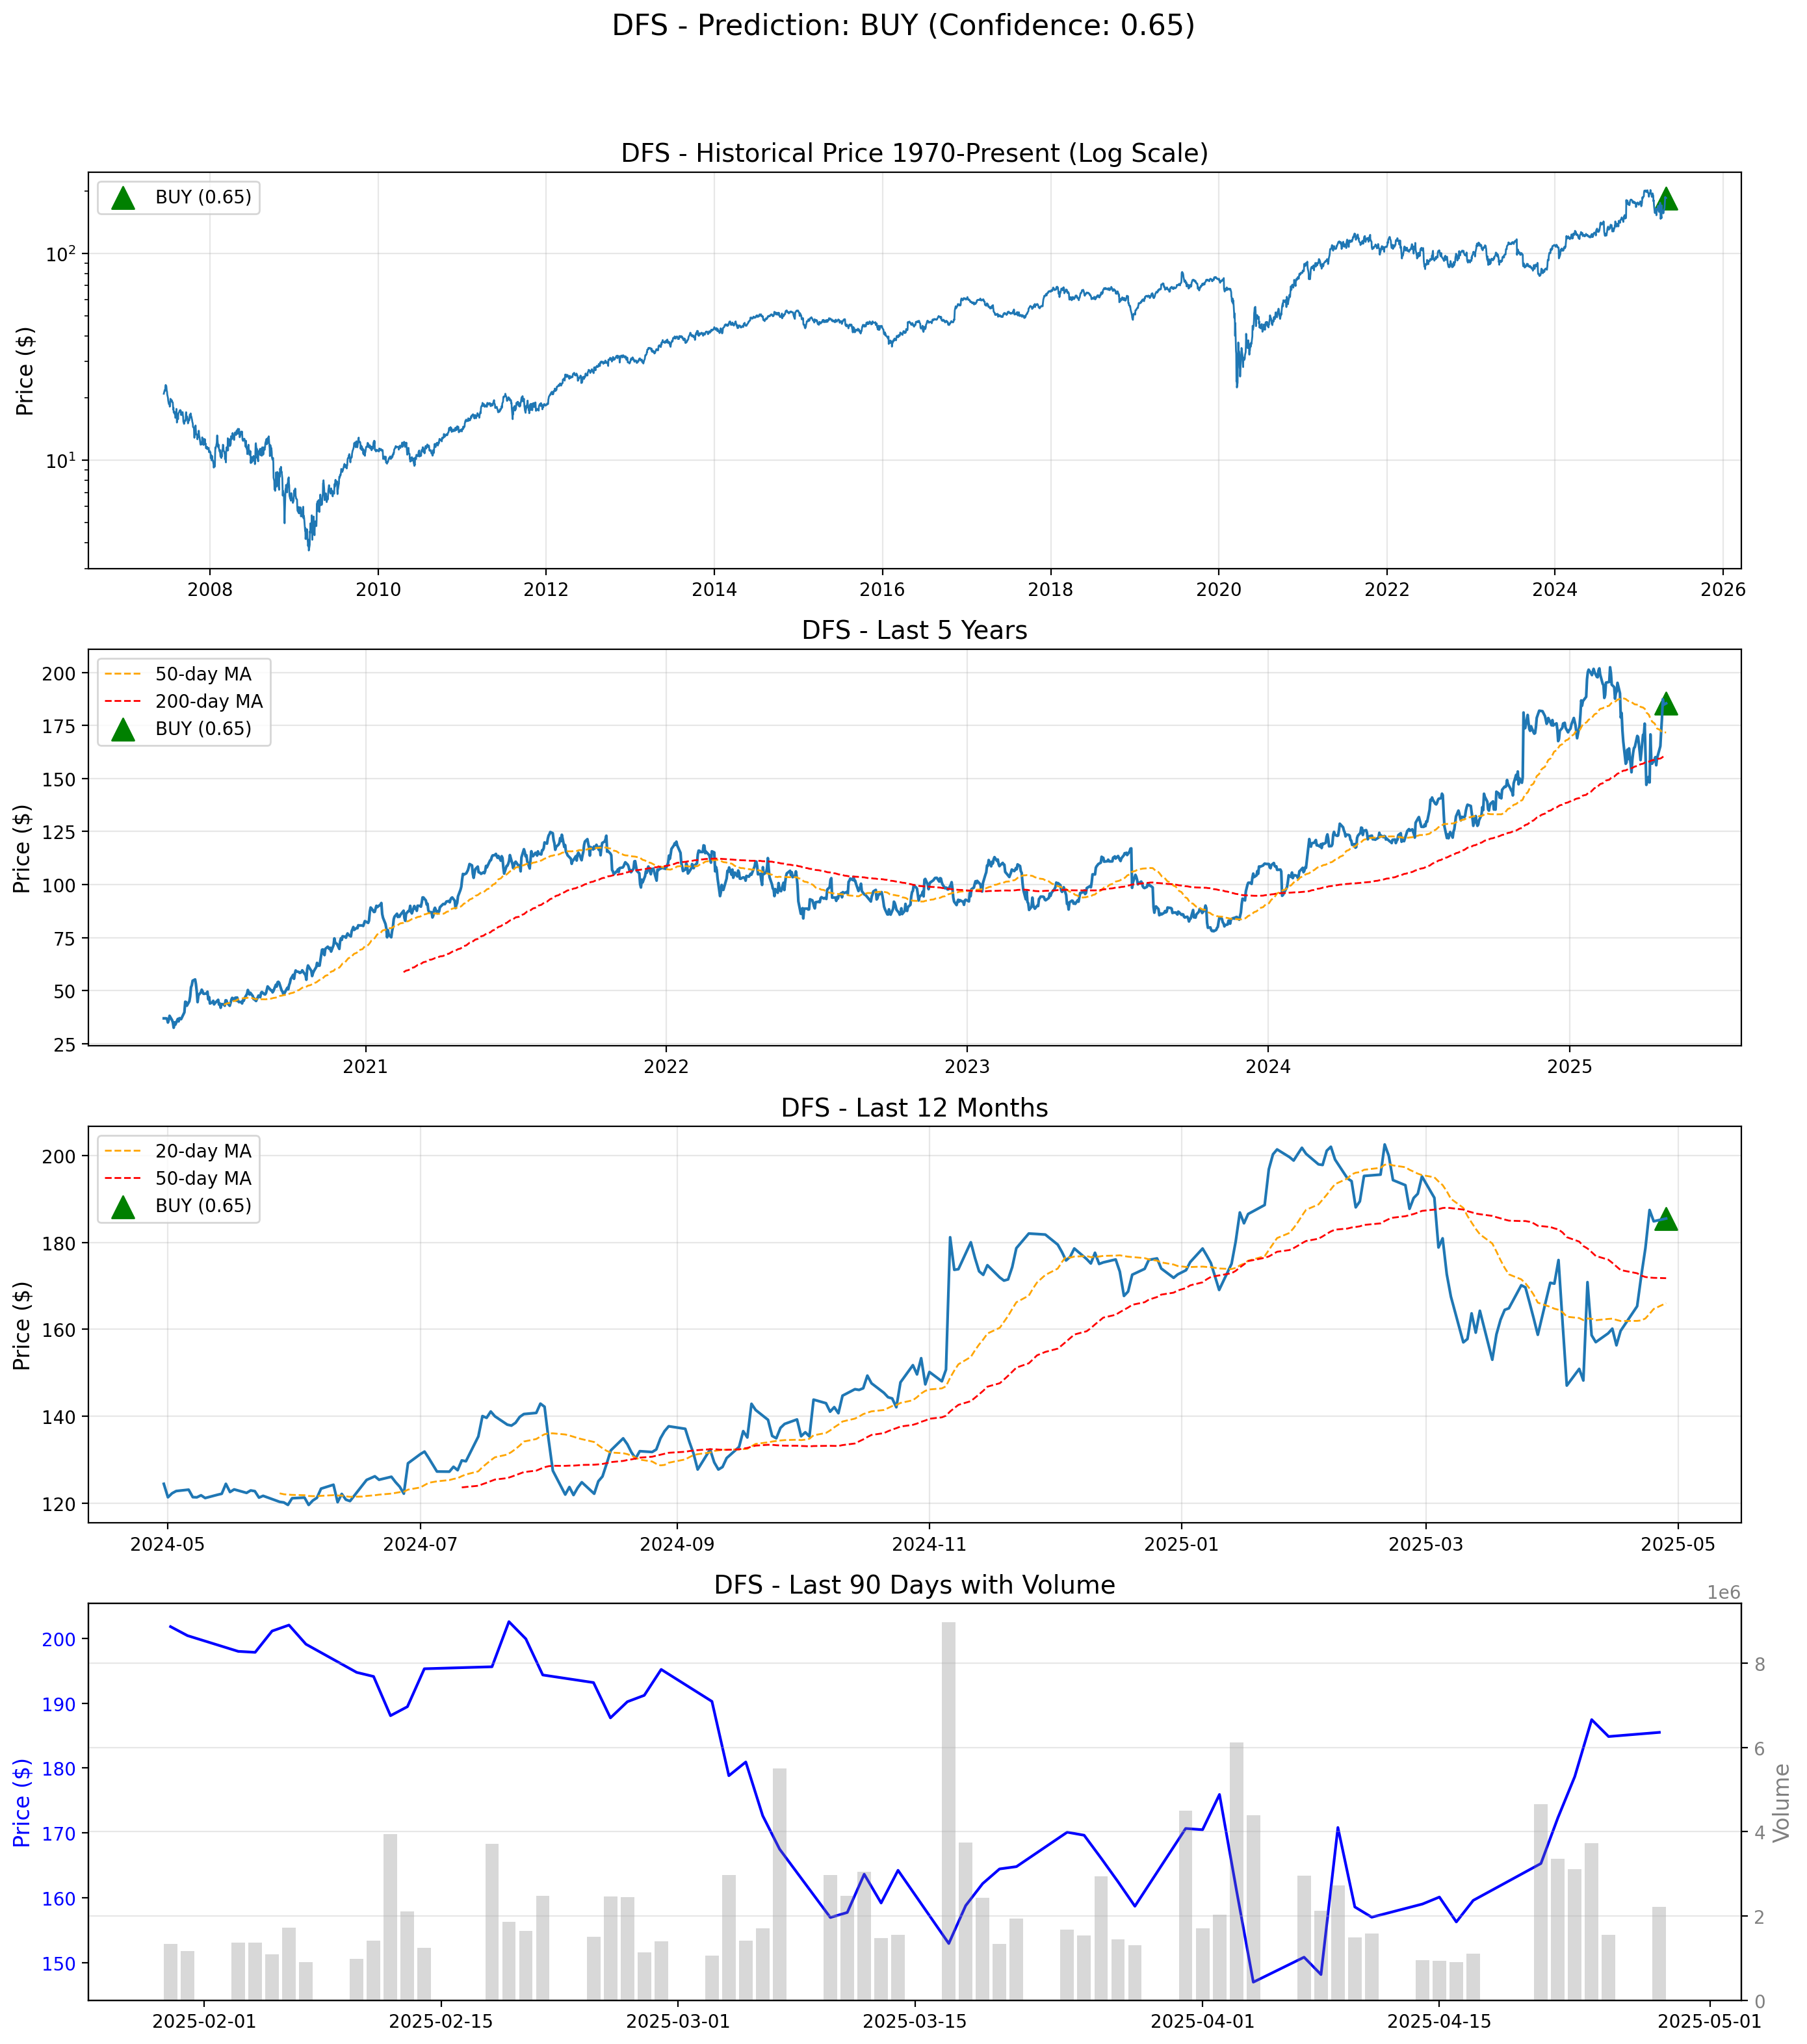 DFS - Prediction: BUY (Confidence: 0.65)
DFS - Historical Price 1970-Present (Log Scale)
BUY (0.65)
Price ($)
10²
10¹
2008 2010 2012 2014 2016 2018 2020 2022 2024 2026
DFS - Last 5 Years
50-day MA
200-day MA
BUY (0.65)
Price ($)
200
175
150
125
100
75
50
25
2021 2022 2023 2024 2025
DFS - Last 12 Months
20-day MA
50-day MA
BUY (0.65)
Price ($)
200
180
160
140
120
2024-05 2024-07 2024-09 2024-11 2025-01 2025-03 2025-05
DFS - Last 90 Days with Volume
1e6
Price ($)
200
190
180
170
160
150
8
6
4
2
0
Volume
2025-02-01 2025-02-15 2025-03-01 2025-03-15 2025-04-01 2025-04-15 2025-05-01